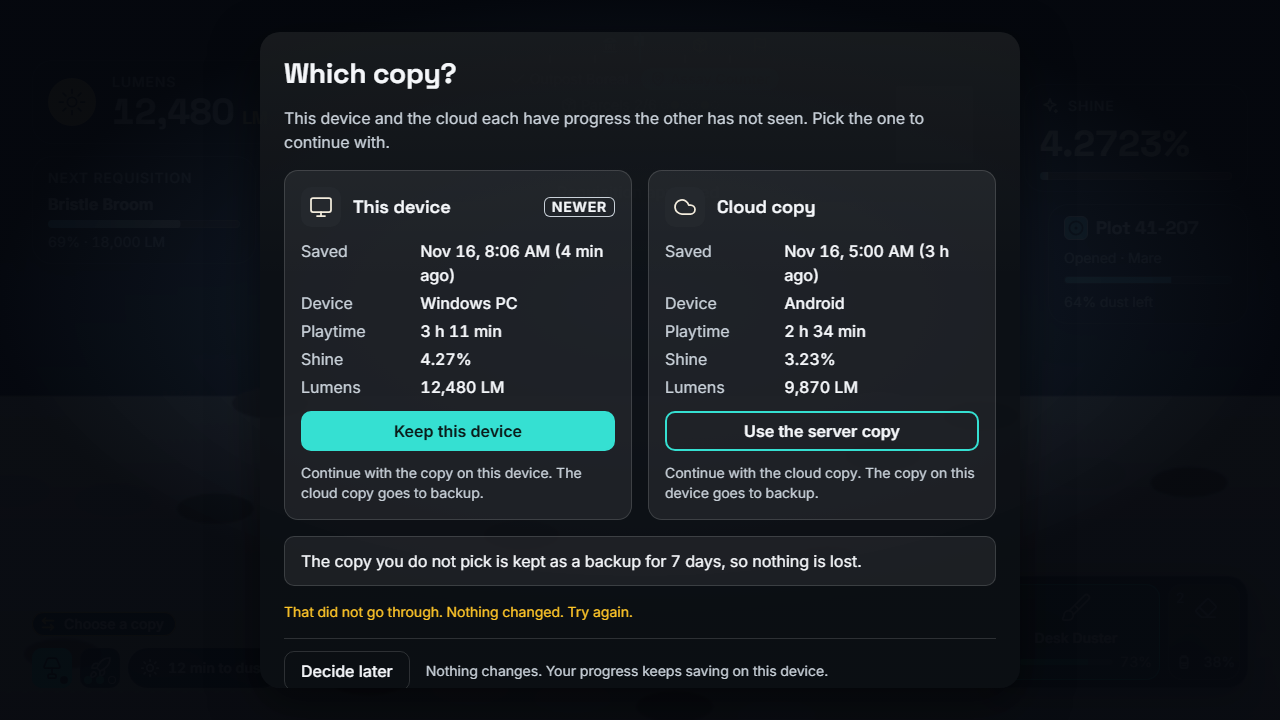 Which copy?
This device and the cloud each have progress the other has not seen. Pick the one to
continue with.
This device
NEWER
Saved
Nov 16, 8:06 AM (4 min
ago)
Device
Windows PC
Playtime
3 h 11 min
Shine
4.27%
Lumens
12,480 LM
Keep this device
Continue with the copy on this device. The
cloud copy goes to backup.
Cloud copy
Saved
Nov 16, 5:00 AM (3 h
ago)
Device
Android
Playtime
2 h 34 min
Shine
3.23%
Lumens
9,870 LM
Use the server copy
Continue with the cloud copy. The copy on this
device goes to backup.
The copy you do not pick is kept as a backup for 7 days, so nothing is lost.
That did not go through. Nothing changed. Try again.
Decide later
Nothing changes. Your progress keeps saving on this device.
LUMENS
12,480
NEXT REQUISITION
Bristle Broom
SHINE
4.2723%
Plot 41-207
Opened · Mare
64% dust left
Choose a copy
12 min to